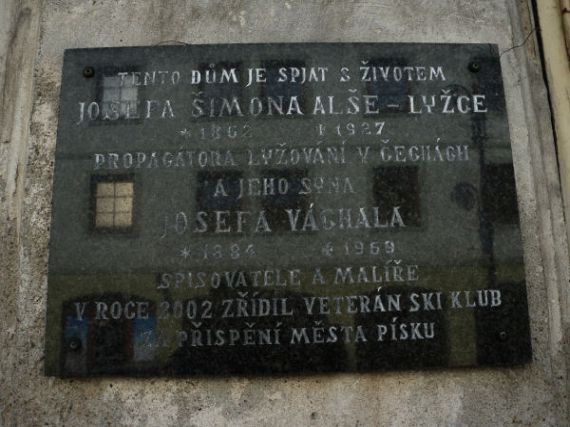 TENTO DŮM JE SPJAT S ŽIVOTEM
JOSEFA ŠIMONA ALŠE – LYŽCE
* 1862 † 1927
PROPAGÁTORA LYŽOVÁNÍ V ČECHÁCH
A JEHO SYNA
JOSEFA VÁCHALA
* 1884 † 1969
SPISOVATELE A MALÍŘE
V ROCE 2002 ZŘÍDIL VETERÁN SKI KLUB
ZA PŘISPĚNÍ MĚSTA PÍSKU